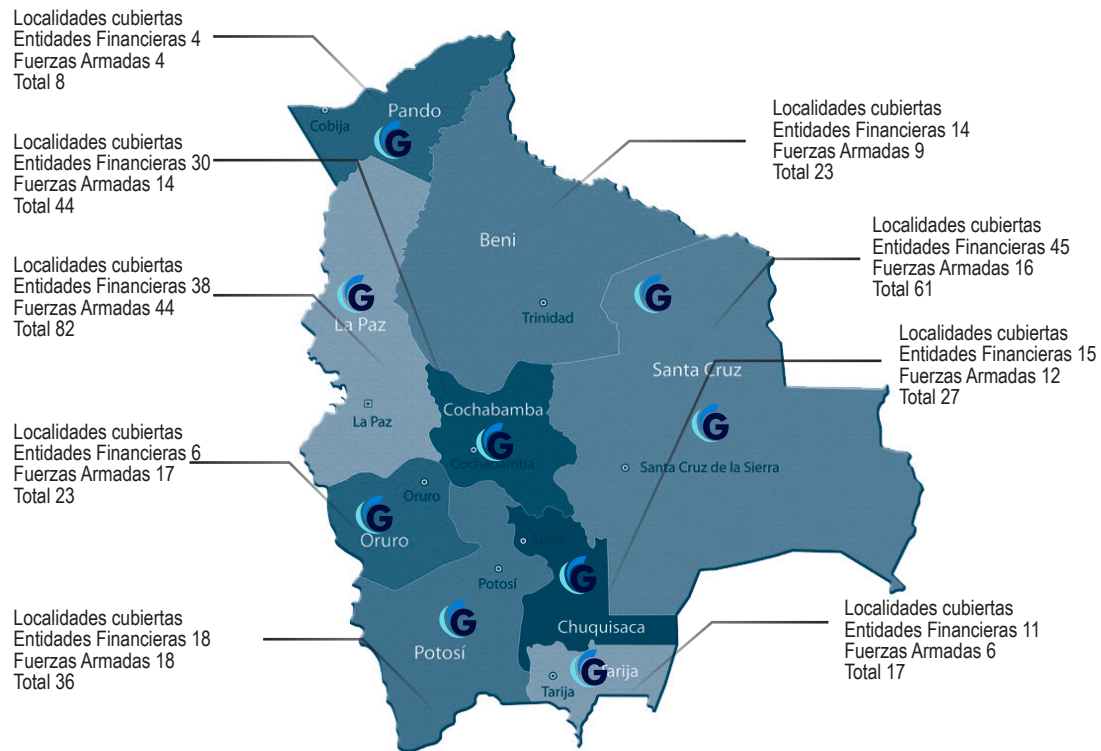 Localidades cubiertas
Entidades Financieras 4
Fuerzas Armadas 4
Total 8
Localidades cubiertas
Entidades Financieras 30
Fuerzas Armadas 14
Total 44
Localidades cubiertas
Entidades Financieras 38
Fuerzas Armadas 44
Total 82
Localidades cubiertas
Entidades Financieras 6
Fuerzas Armadas 17
Total 23
Localidades cubiertas
Entidades Financieras 18
Fuerzas Armadas 18
Total 36
Localidades cubiertas
Entidades Financieras 14
Fuerzas Armadas 9
Total 23
Localidades cubiertas
Entidades Financieras 45
Fuerzas Armadas 16
Total 61
Localidades cubiertas
Entidades Financieras 15
Fuerzas Armadas 12
Total 27
Localidades cubiertas
Entidades Financieras 11
Fuerzas Armadas 6
Total 17
Pando
Cobija
G
Beni
Trinidad
G
G
La Paz
La Paz
Santa Cruz
G
Santa Cruz de la Sierra
Cochabamba
G
Cochabamba
Oruro
G
Oruro
Sucre
Potosí
G
G
Potosí
Chuquisaca
G
Tarija
Tarija